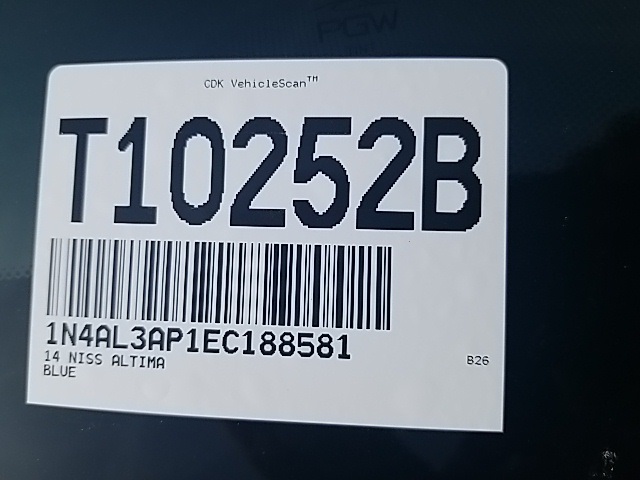 PGW
CDK VehicleScan™
T10252B
1N4AL3AP1EC188581
14 NISS ALTIMA
BLUE
B26